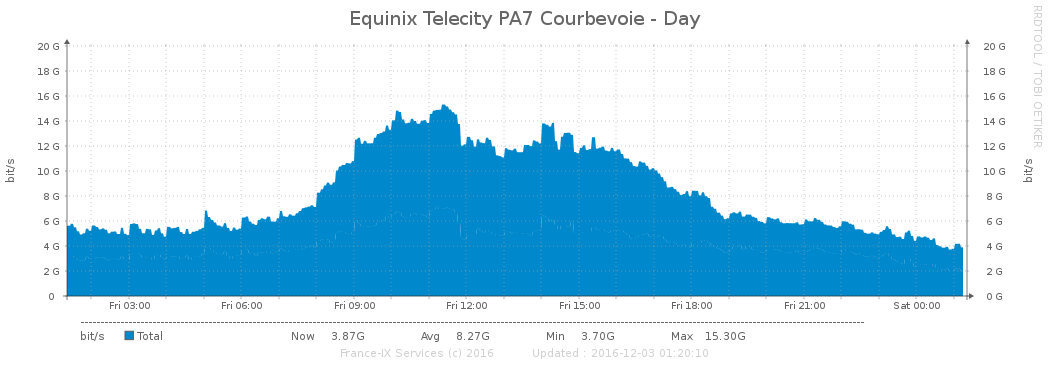 Equinix Telecity PA7 Courbevoie - Day
RRDTOOL / TOBI OETIKER
bit/s
bit/s
20 G 20 G
18 G 18 G
16 G 16 G
14 G 14 G
12 G 12 G
10 G 10 G
8 G 8 G
6 G 6 G
4 G 4 G
2 G 2 G
0 0 G
Fri 03:00 Fri 06:00 Fri 09:00 Fri 12:00 Fri 15:00 Fri 18:00 Fri 21:00 Sat 00:00
bit/s Total Now 3.87G Avg 8.27G Min 3.70G Max 15.30G
France-IX Services (c) 2016 Updated : 2016-12-03 01:20:10